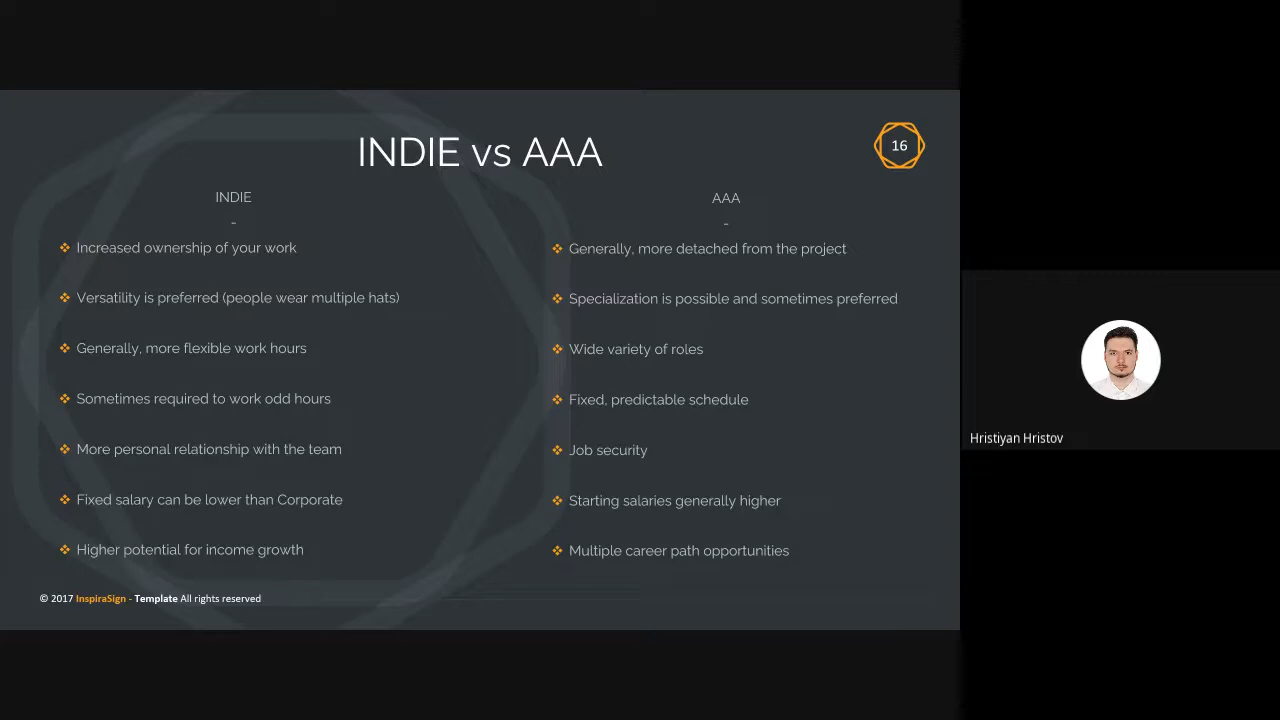 INDIE vs AAA
16
INDIE
-
Increased ownership of your work
Versatility is preferred (people wear multiple hats)
Generally, more flexible work hours
Sometimes required to work odd hours
More personal relationship with the team
Fixed salary can be lower than Corporate
Higher potential for income growth
AAA
-
Generally, more detached from the project
Specialization is possible and sometimes preferred
Wide variety of roles
Fixed, predictable schedule
Job security
Starting salaries generally higher
Multiple career path opportunities
© 2017 InspiraSign - Template All rights reserved
Hristiyan Hristov